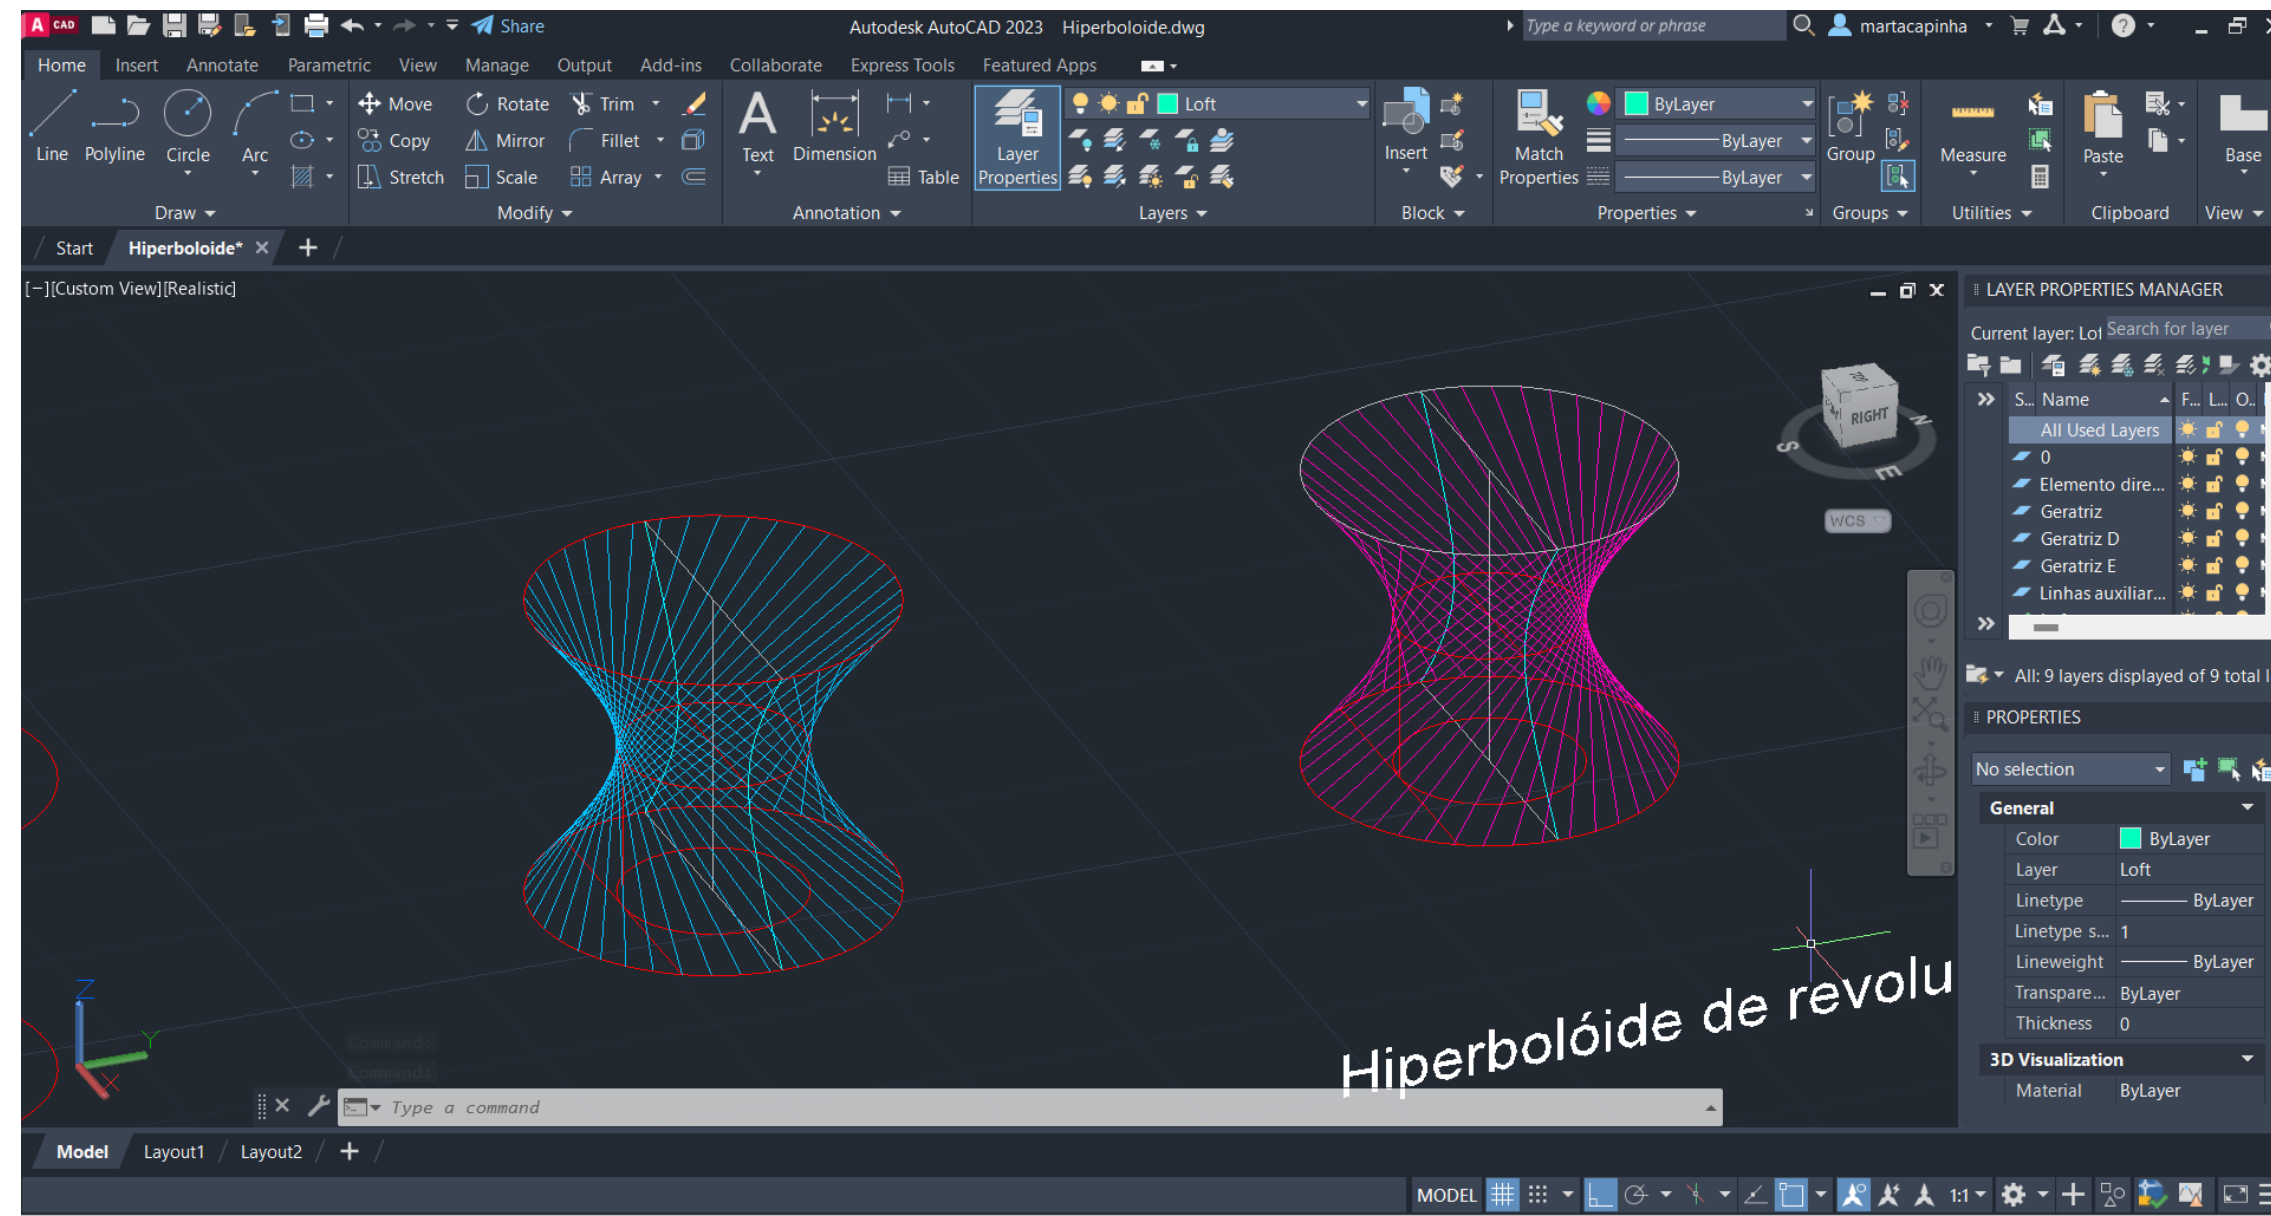 A CAD Share Autodesk AutoCAD 2023 Hiperboloide.dwg Type a keyword or phrase martacapinha
Home Insert Annotate Parametric View Manage Output Add-ins Collaborate Express Tools Featured Apps
Move Rotate Trim Loft ByLayer
Copy Mirror Fillet ByLayer
Line Polyline Circle Arc Text Dimension Layer Insert Match Group Measure Paste Base
Stretch Scale Array Table Properties Properties ByLayer
Draw Modify Annotation Layers Block Properties Groups Utilities Clipboard View
Start Hiperboloide* +
[−][Custom View][Realistic]
TOP
RIGHT
S E N
WCS
LAYER PROPERTIES MANAGER
Current layer: Lof Search for layer
S... Name F... L... O..
All Used Layers
0
Elemento dire...
Geratriz
Geratriz D
Geratriz E
Linhas auxiliar...
All: 9 layers displayed of 9 total l
PROPERTIES
No selection
General
Color ByLayer
Layer Loft
Linetype ByLayer
Linetype s... 1
Lineweight ByLayer
Transpare... ByLayer
Thickness 0
3D Visualization
Material ByLayer
Hiperbolóide de revolu
Z
Y
X
Command:
Command:
Type a command
Model Layout1 Layout2 +
MODEL 1:1